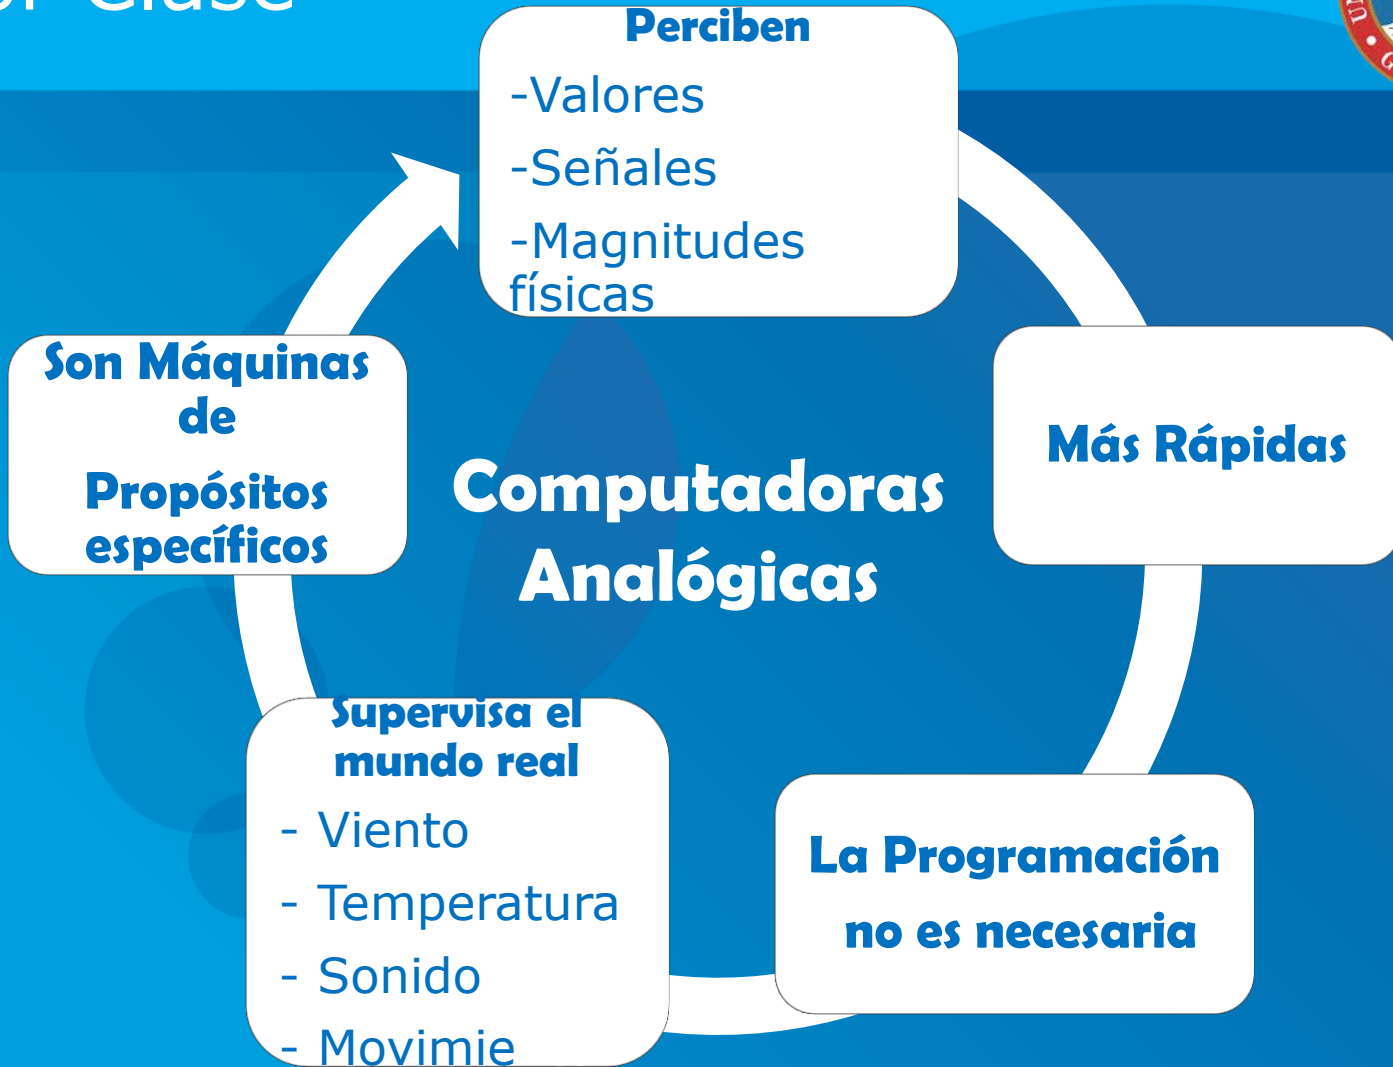 Clase
Perciben
-Valores
-Señales
-Magnitudes
físicas
Más Rápidas
La Programación
no es necesaria
Supervisa el
mundo real
- Viento
- Temperatura
- Sonido
- Movimie
Son Máquinas
de
Propósitos
específicos
Computadoras
Analógicas